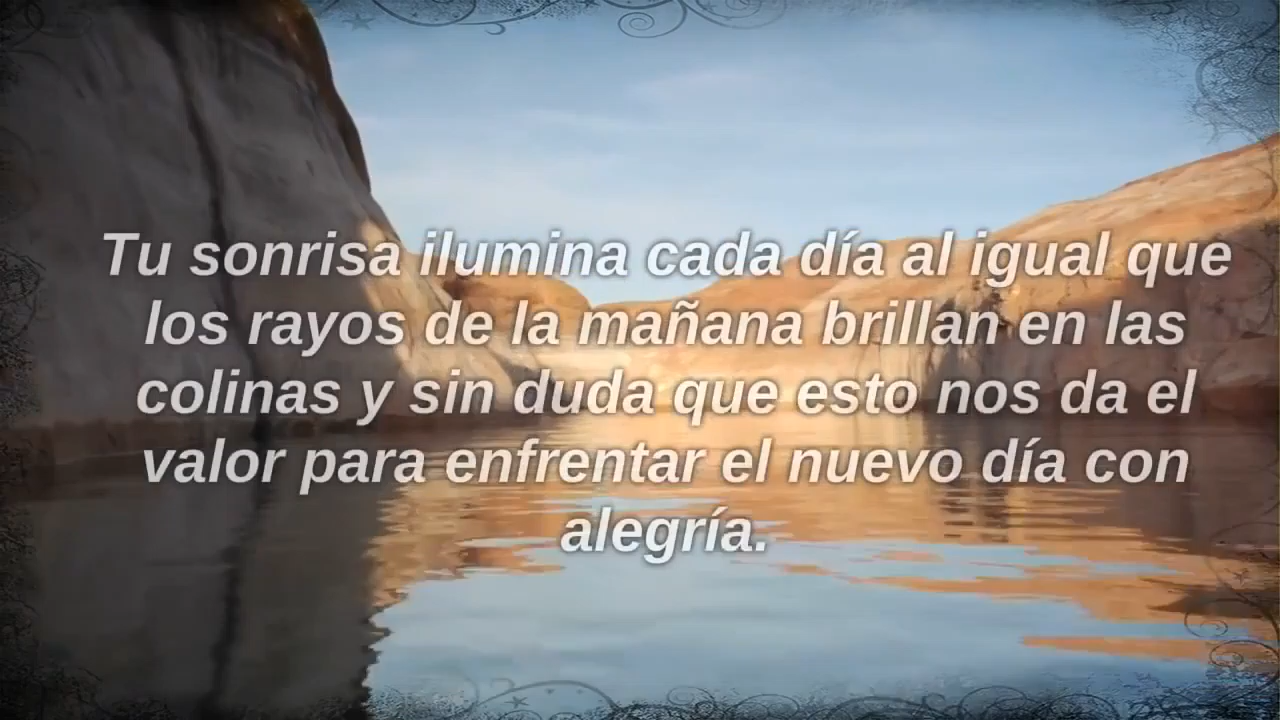 Tu sonrisa ilumina cada día al igual que
los rayos de la mañana brillan en las
colinas y sin duda que esto nos da el
valor para enfrentar el nuevo día con
alegría.